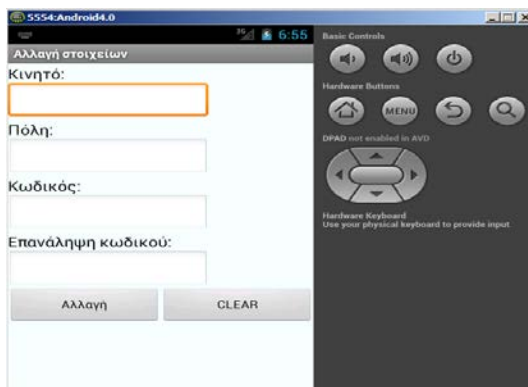 5554:Android4.0
3G 6:55
Αλλαγή στοιχείων
Κινητό:
Πόλη:
Κωδικός:
Επανάληψη κωδικού:
Αλλαγή CLEAR
Basic Controls
Hardware Buttons
MENU
DPAD not enabled in AVD
Hardware Keyboard
Use your physical keyboard to provide input